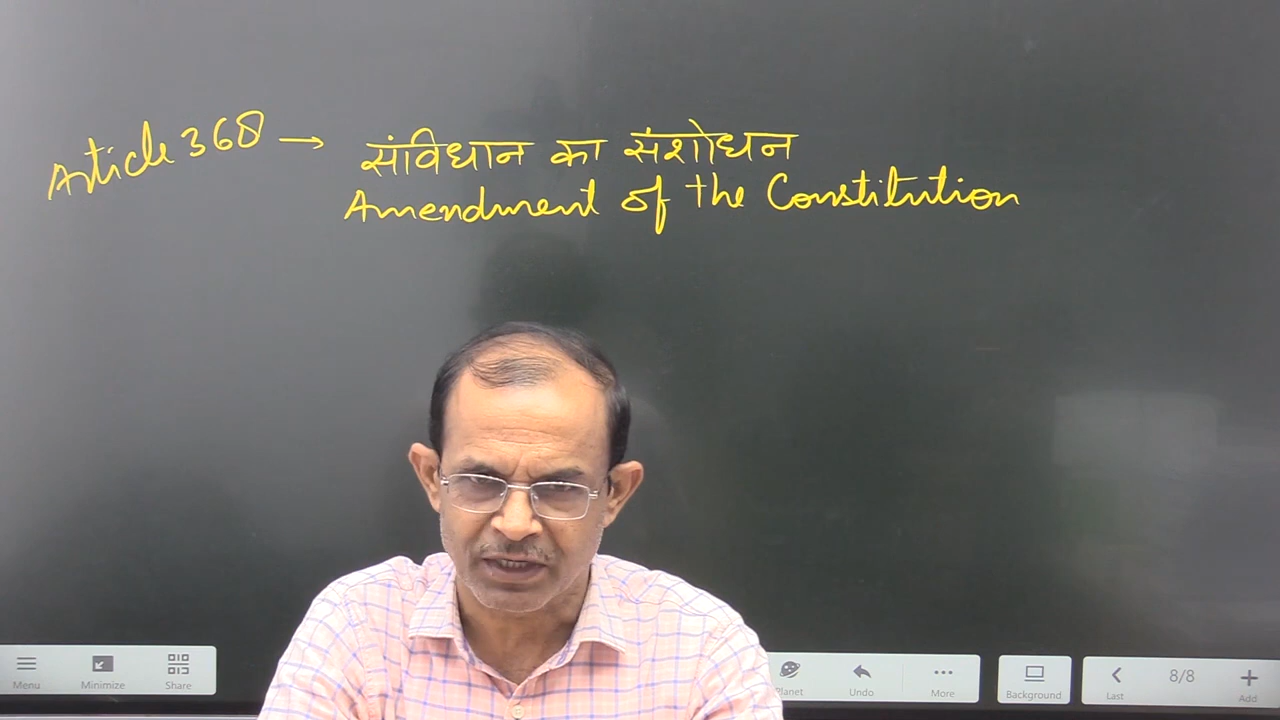 Article 368 → संविधान का संशोधन
Amendment of the Constitution
Menu
Minimize
Share
Planet
Undo
More
Background
Last
8/8
Add